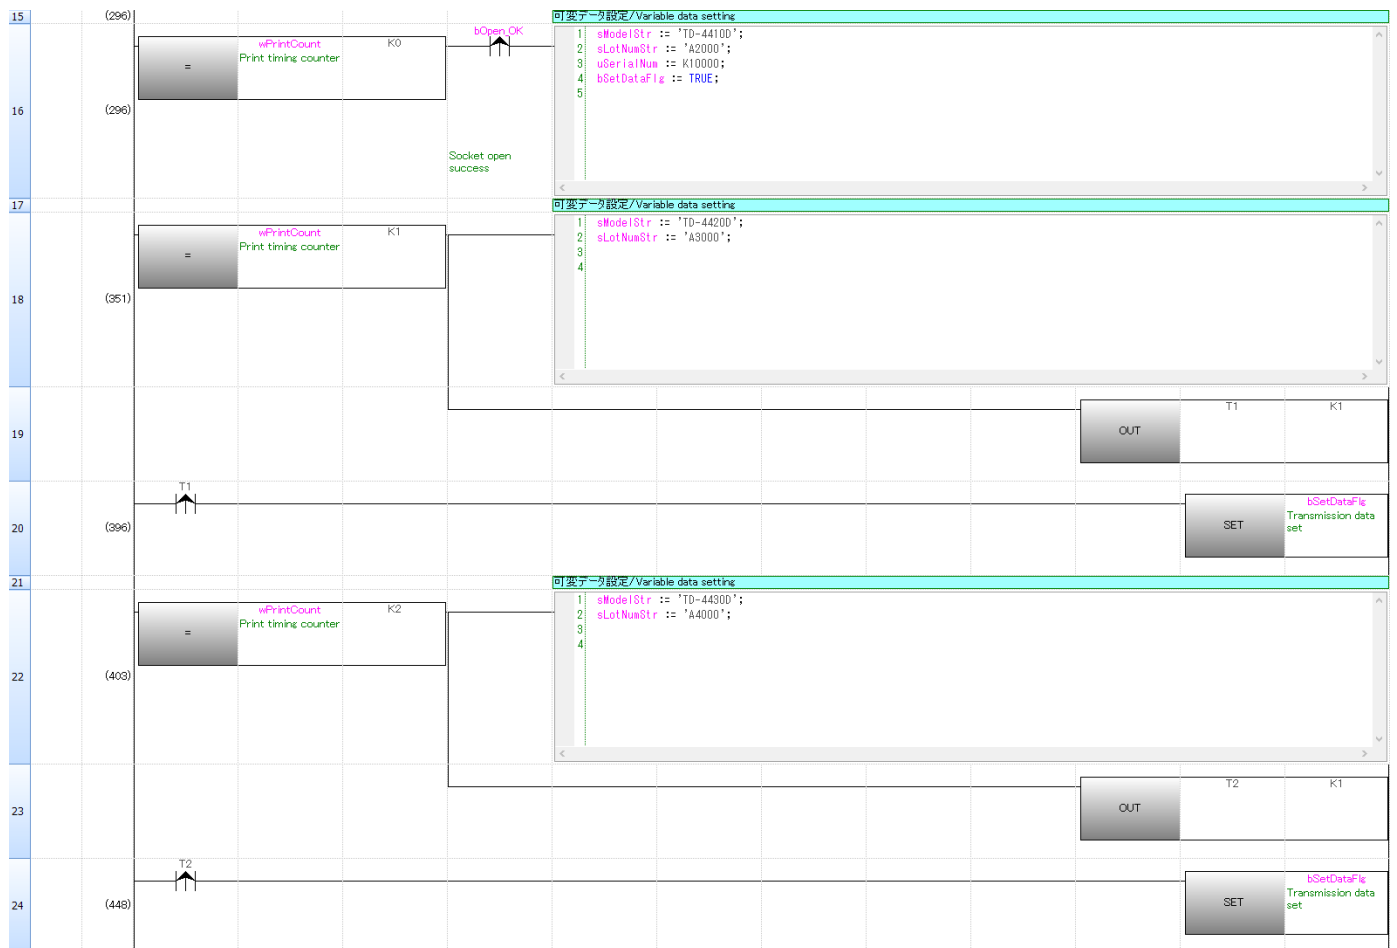 15
(296)
可変データ設定/Variable data setting
16
(296)
=
wPrintCount
Print timing counter
K0
bOpen_OK
Socket open
success
1 sModelStr := 'TD-4410D';
2 sLotNumStr := 'A2000';
3 uSerialNum := K10000;
4 bSetDataFlg := TRUE;
5
17
可変データ設定/Variable data setting
18
(351)
=
wPrintCount
Print timing counter
K1
1 sModelStr := 'TD-4420D';
2 sLotNumStr := 'A3000';
3
4
19
OUT
T1
K1
20
(396)
T1
SET
bSetDataFlg
Transmission data
set
21
可変データ設定/Variable data setting
22
(403)
=
wPrintCount
Print timing counter
K2
1 sModelStr := 'TD-4430D';
2 sLotNumStr := 'A4000';
3
4
23
OUT
T2
K1
24
(448)
T2
SET
bSetDataFlg
Transmission data
set